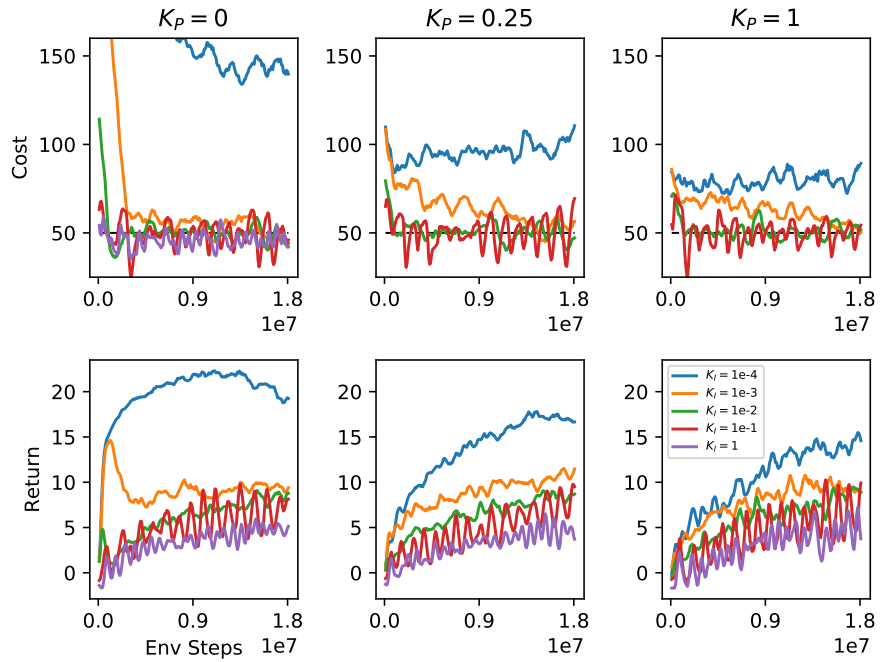 K_P = 0
K_P = 0.25
K_P = 1
Cost
150
100
50
0.0 0.9 1.8
1e7
150
100
50
0.0 0.9 1.8
1e7
150
100
50
0.0 0.9 1.8
1e7
Return
20
15
10
5
0
0.0 0.9 1.8
Env Steps 1e7
20
15
10
5
0
0.0 0.9 1.8
1e7
20
15
10
5
0
K_I = 1e-4
K_I = 1e-3
K_I = 1e-2
K_I = 1e-1
K_I = 1
0.0 0.9 1.8
1e7